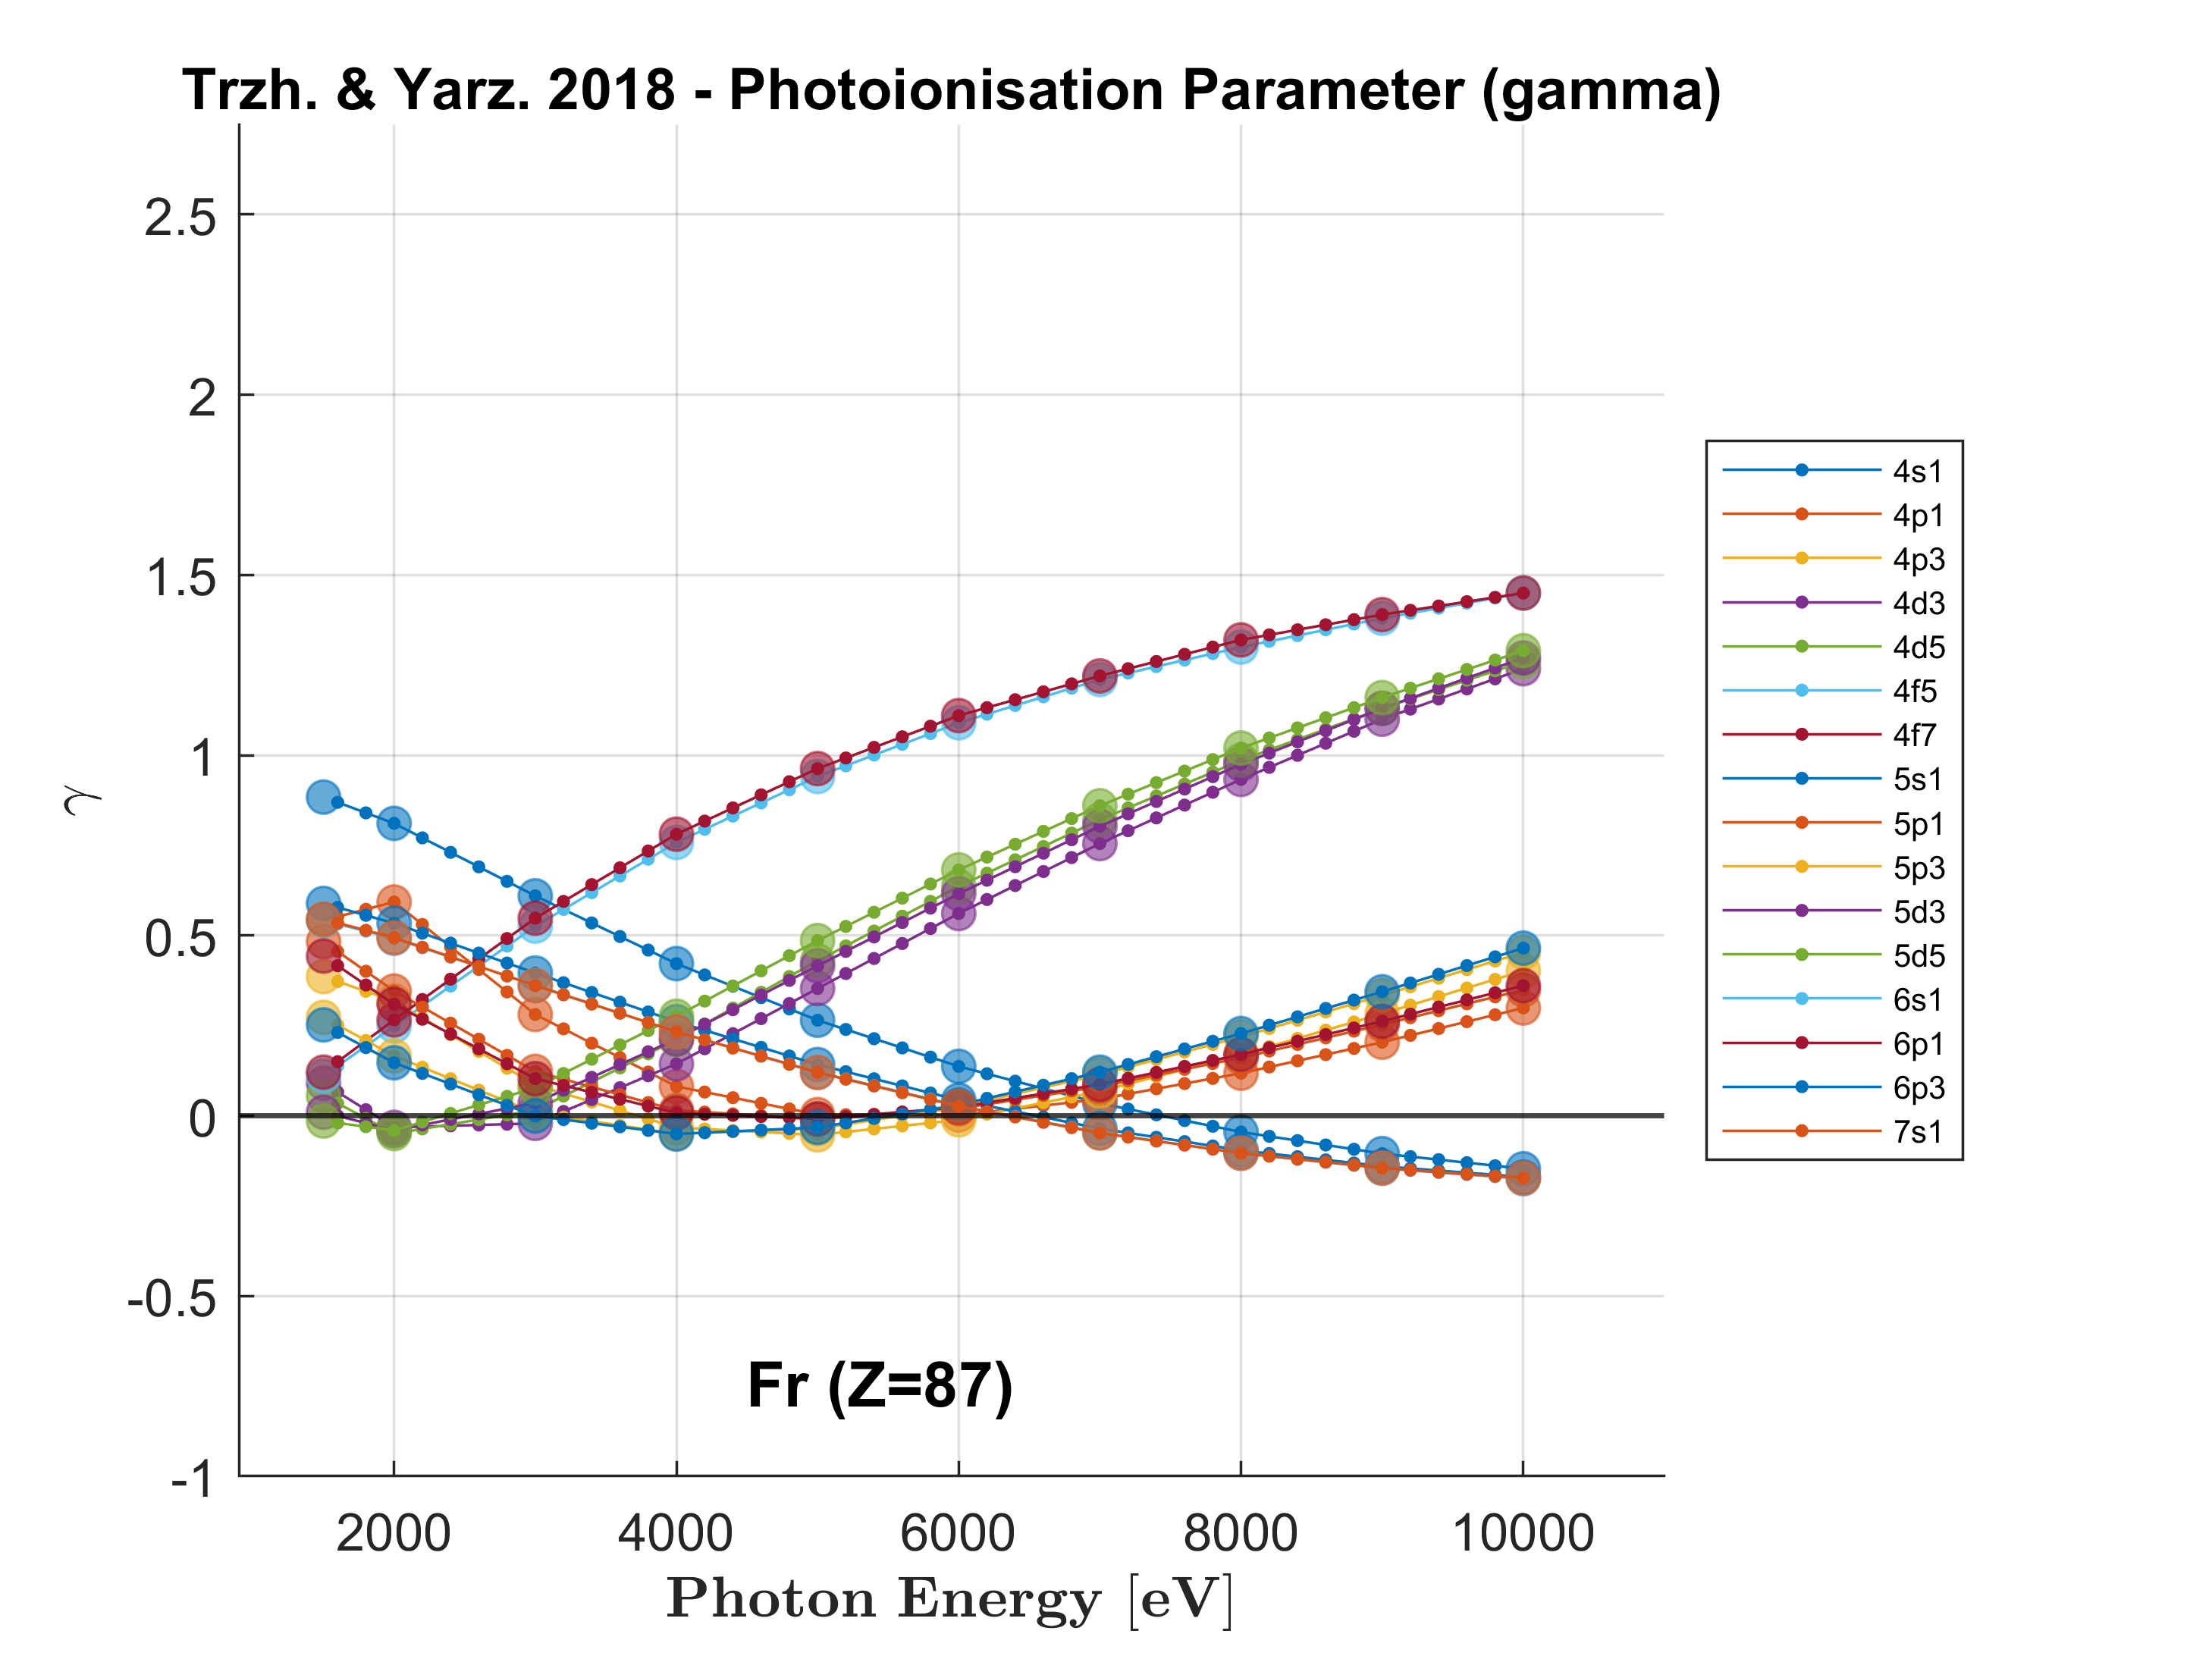 Trzh. & Yarz. 2018 - Photoionisation Parameter (gamma)
2.5
2
1.5
1
0.5
0
-0.5
-1
γ
Fr (Z=87)
2000 4000 6000 8000 10000
Photon Energy [eV]
4s1
4p1
4p3
4d3
4d5
4f5
4f7
5s1
5p1
5p3
5d3
5d5
6s1
6p1
6p3
7s1